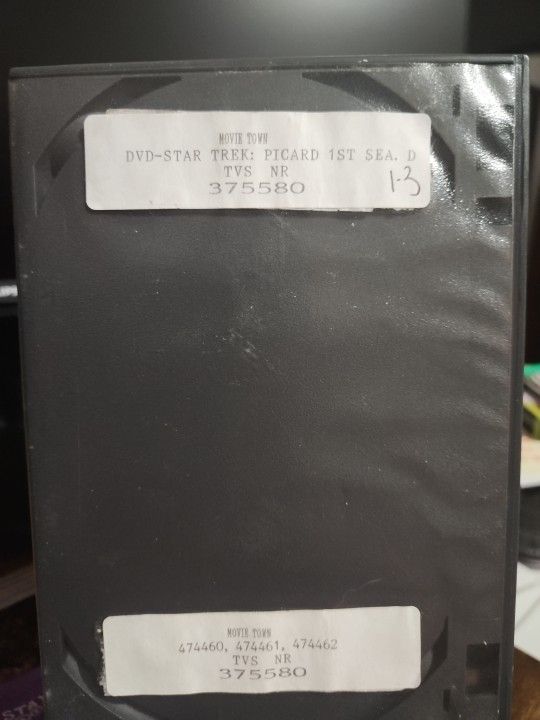 MOVIE TOWN
DVD-STAR TREK: PICARD 1ST SEA. D
TVS NR
375580
1-3
MOVIE TOWN
474460, 474461, 474462
TVS NR
375580
STA